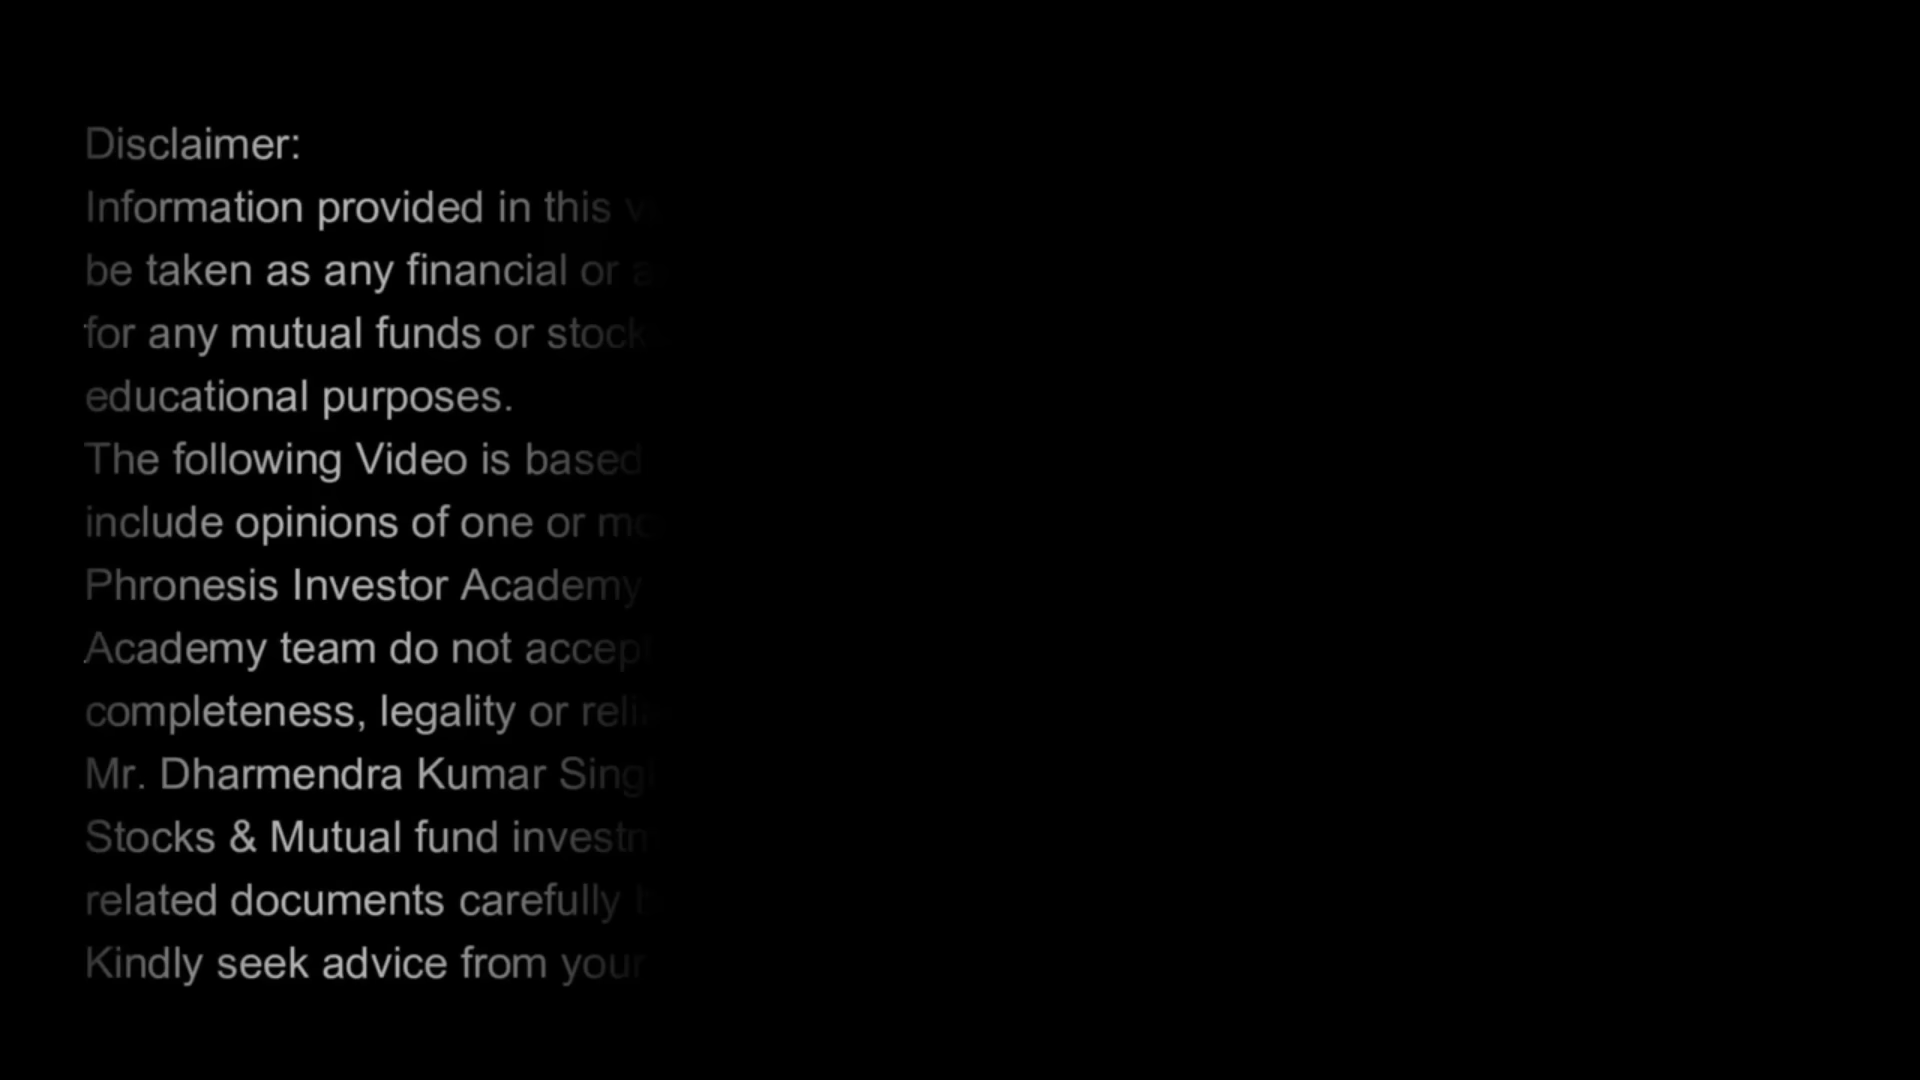 Disclaimer:
Information provided in this
be taken as any financial or
for any mutual funds or stock
educational purposes.
The following Video is based
include opinions of one or
Phronesis Investor Academy
Academy team do not accept
completeness, legality or
Mr. Dharmendra Kumar Singh
Stocks & Mutual fund
related documents carefully
Kindly seek advice from your